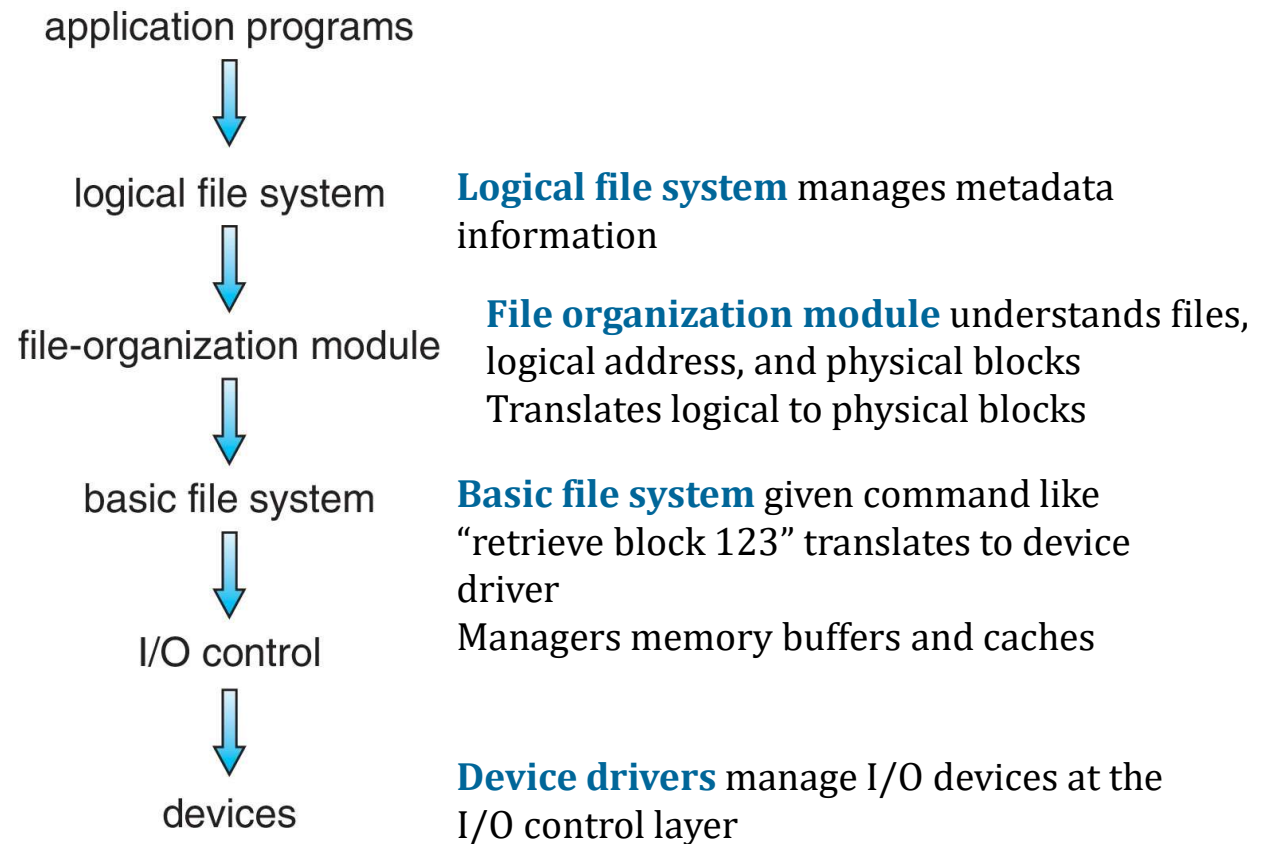 application programs
logical file system
Logical file system manages metadata
information
file-organization module
File organization module understands files,
logical address, and physical blocks
Translates logical to physical blocks
basic file system
Basic file system given command like
“retrieve block 123” translates to device
driver
Managers memory buffers and caches
I/O control
devices
Device drivers manage I/O devices at the
I/O control layer